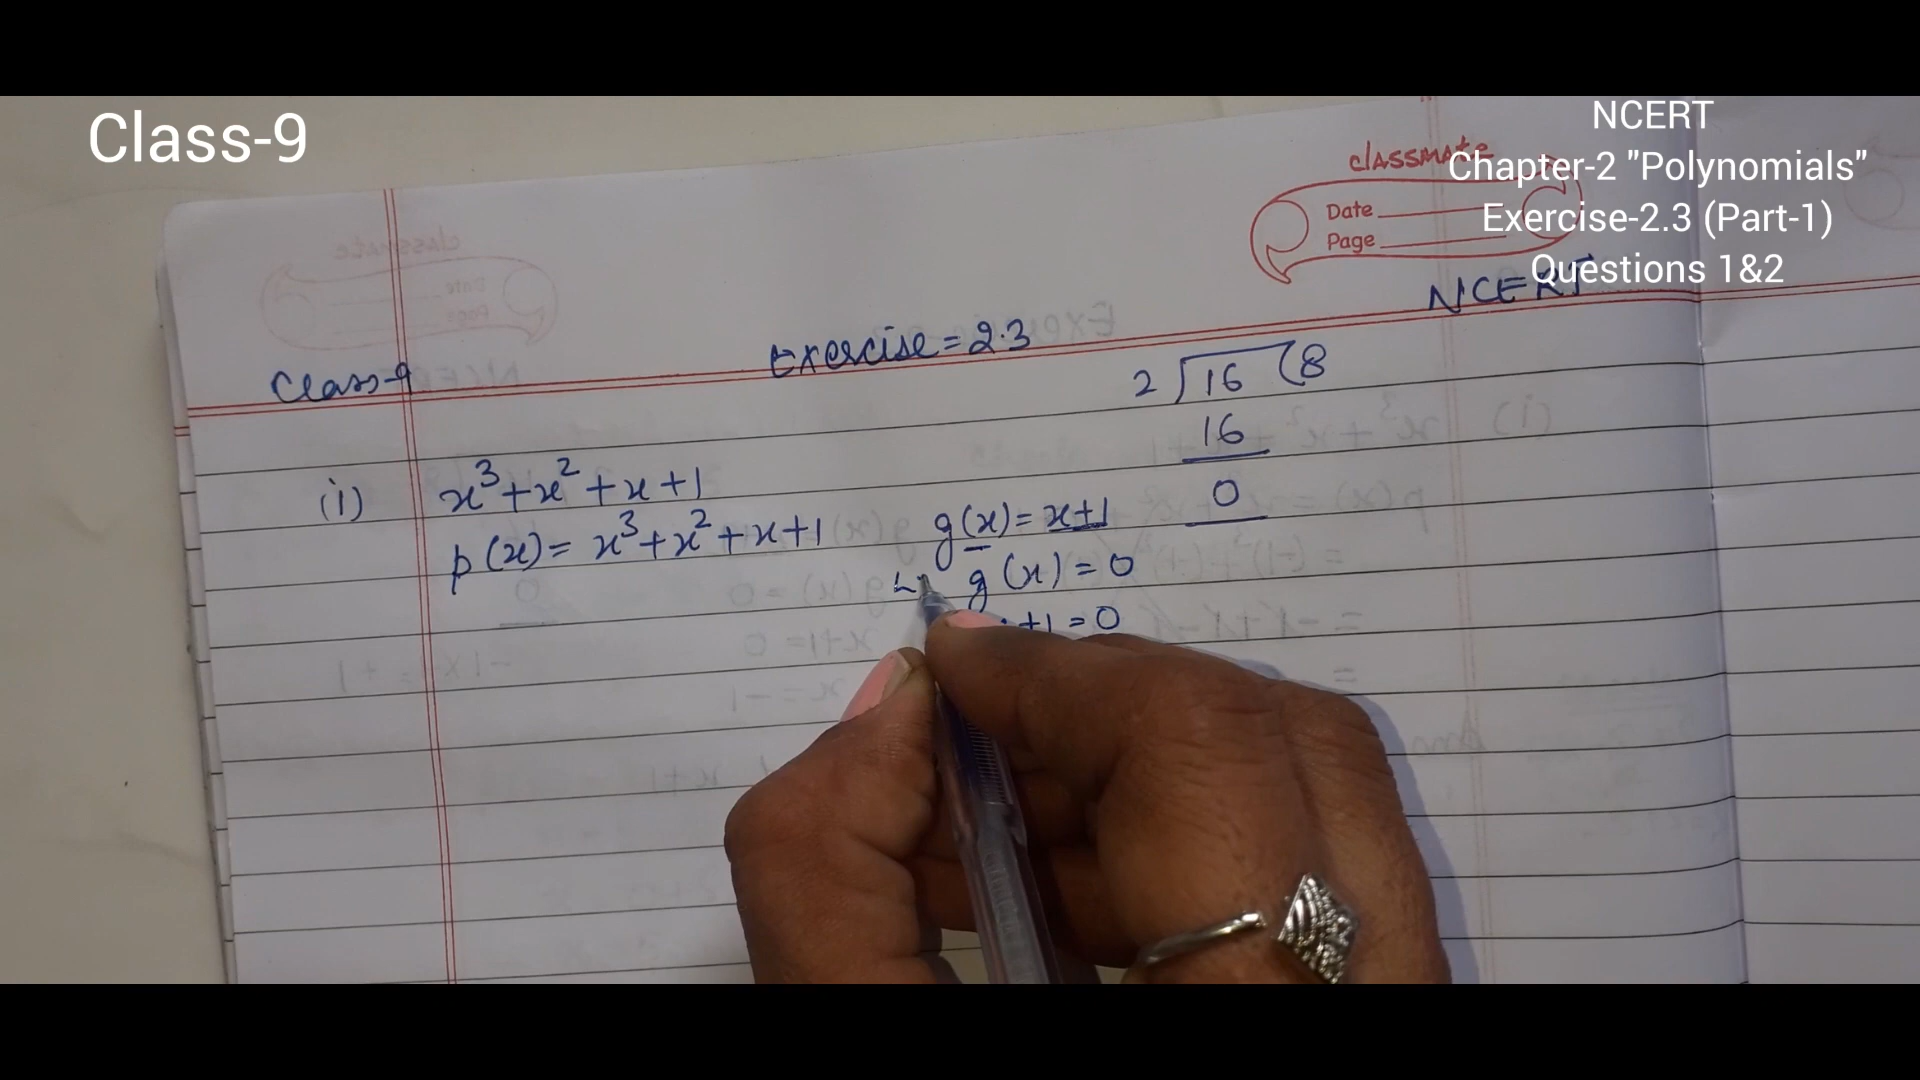 Class-9
NCERT
Chapter-2 "Polynomials"
Exercise-2.3 (Part-1)
Questions 1&2
classmate
Date
Page
NCERT
Exercise = 2.3
Class-9
2 ) 16 ( 8
16
0
(i) x³+x²+x+1
p(x) = x³+x²+x+1
g(x) = x+1
g(x) = 0
+1 = 0